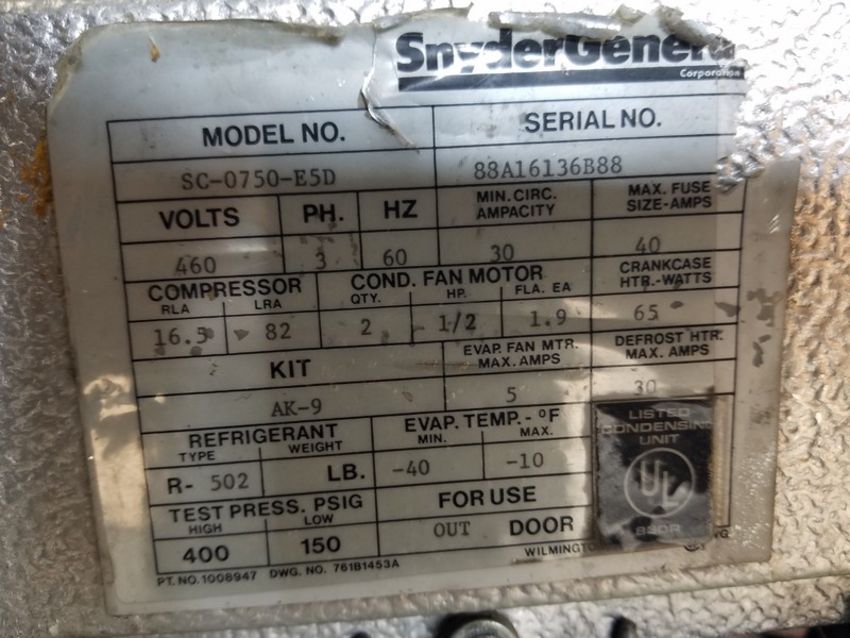 SnyderGenera
Corporation
MODEL NO. SERIAL NO.
SC-0750-E5D 88A16136B88
VOLTS PH. HZ MIN. CIRC. AMPACITY MAX. FUSE SIZE-AMPS
460 3 60 30 40
COMPRESSOR COND. FAN MOTOR CRANKCASE HTR.-WATTS
RLA LRA QTY. HP. FLA. EA
16.5 82 2 1/2 1.9 65
KIT EVAP. FAN MTR. MAX. AMPS DEFROST HTR. MAX. AMPS
AK-9 5 30
REFRIGERANT EVAP. TEMP.- °F
TYPE WEIGHT MIN. MAX.
R- 502 LB. -40 -10
TEST PRESS. PSIG FOR USE
HIGH LOW
400 150 OUT DOOR
LISTED
CONDENSING
UNIT
UL
PT. NO. 1008947 DWG. NO. 761B1453A WILMINGTO